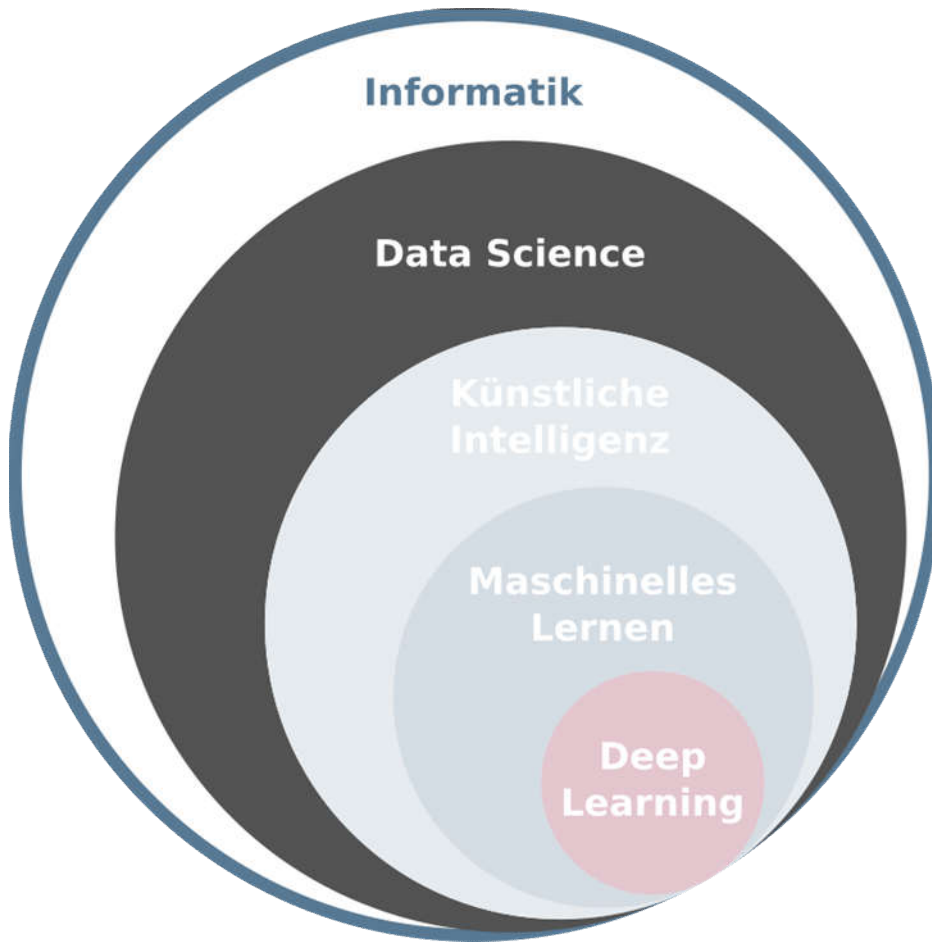 Informatik
Data Science
Künstliche
Intelligenz
Maschinelles
Lernen
Deep
Learning